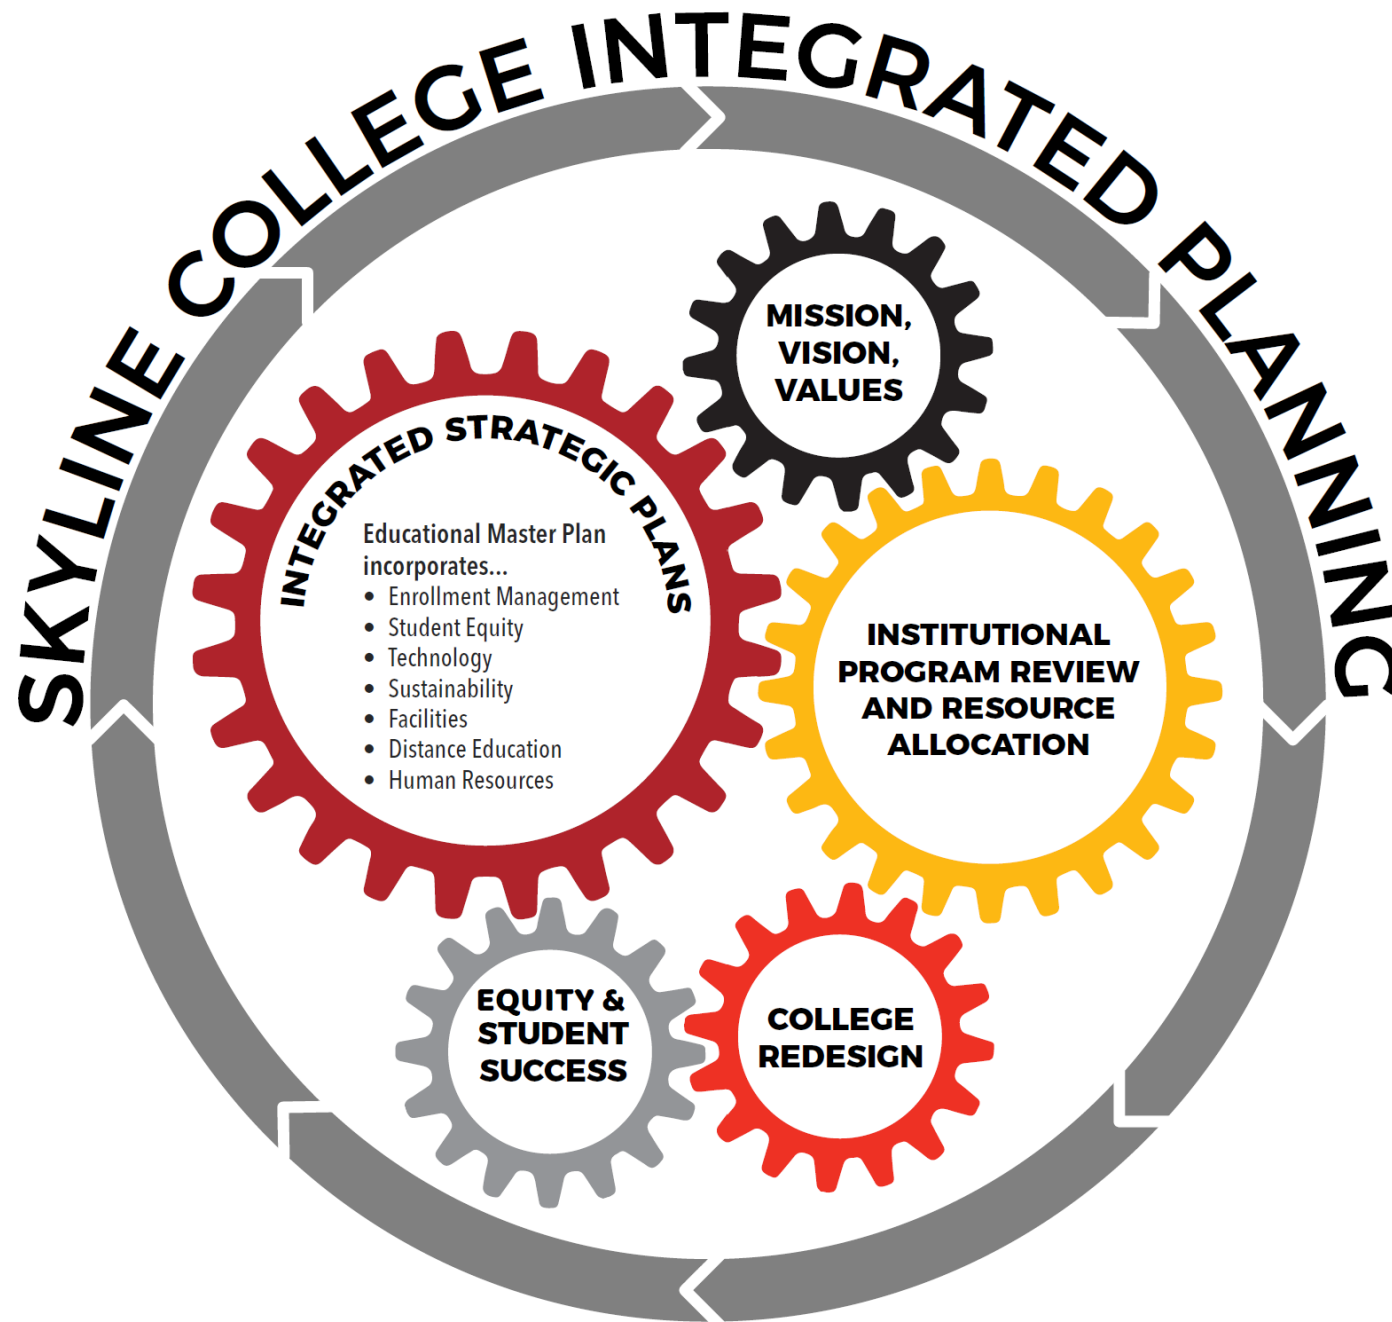 SKYLINE COLLEGE INTEGRATED PLANNING
MISSION,
VISION,
VALUES
INTEGRATED STRATEGIC PLANS
Educational Master Plan
incorporates...
• Enrollment Management
• Student Equity
• Technology
• Sustainability
• Facilities
• Distance Education
• Human Resources
INSTITUTIONAL
PROGRAM REVIEW
AND RESOURCE
ALLOCATION
EQUITY &
STUDENT
SUCCESS
COLLEGE
REDESIGN